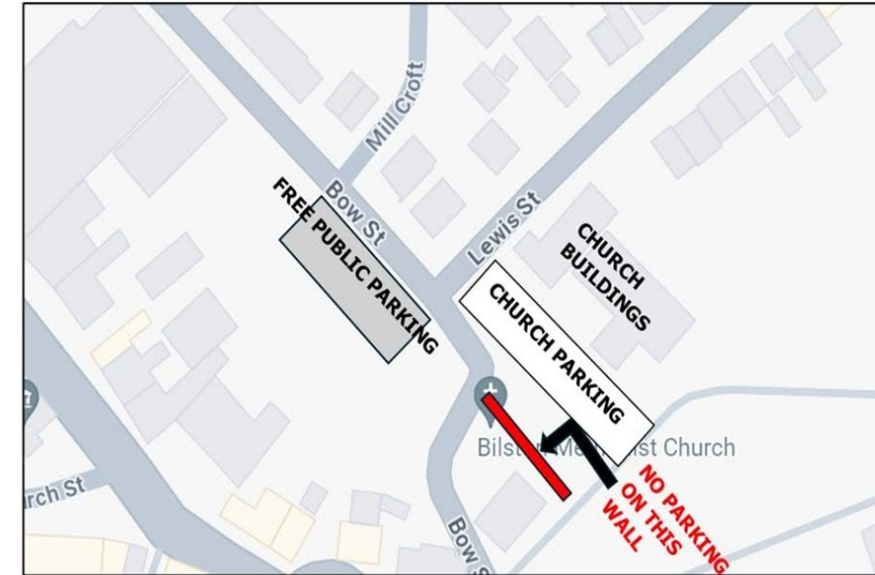 Mill Croft
Bow St
FREE PUBLIC PARKING
Lewis St
CHURCH
BUILDINGS
CHURCH PARKING
Church
NO PARKING
ON THIS
WALL
rch St
Bow S